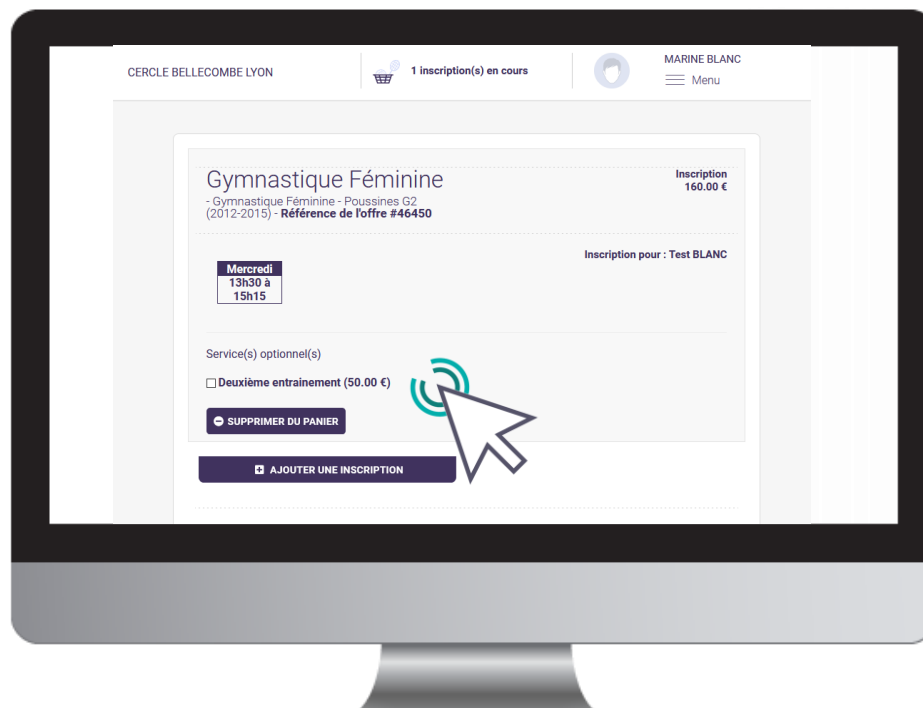 CERCLE BELLECOMBE LYON
1 inscription(s) en cours
MARINE BLANC
Menu
Gymnastique Féminine
- Gymnastique Féminine - Poussines G2
(2012-2015) - Référence de l'offre #46450
Inscription
160.00 €
Inscription pour : Test BLANC
Mercredi
13h30 à
15h15
Service(s) optionnel(s)
Deuxième entrainement (50.00 €)
SUPPRIMER DU PANIER
AJOUTER UNE INSCRIPTION